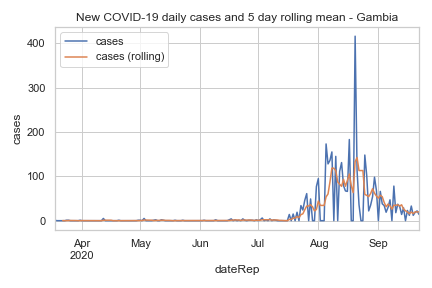 New COVID-19 daily cases and 5 day rolling mean - Gambia
cases
cases (rolling)
400
300
200
100
0
cases
Apr
2020
May
Jun
Jul
Aug
Sep
dateRep